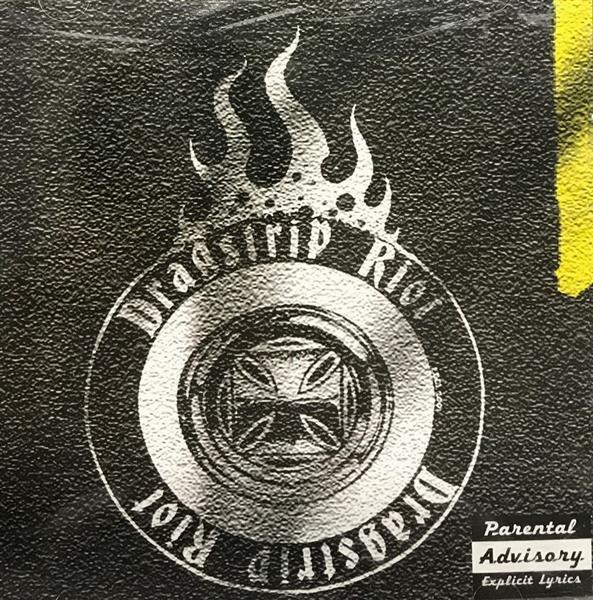 Dragstrip Riot
Dragstrip Riot
Parental
Advisory
Explicit Lyrics